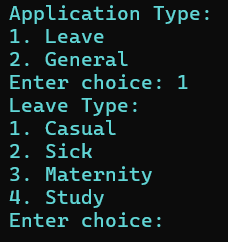 Application Type:
1. Leave
2. General
Enter choice: 1
Leave Type:
1. Casual
2. Sick
3. Maternity
4. Study
Enter choice: